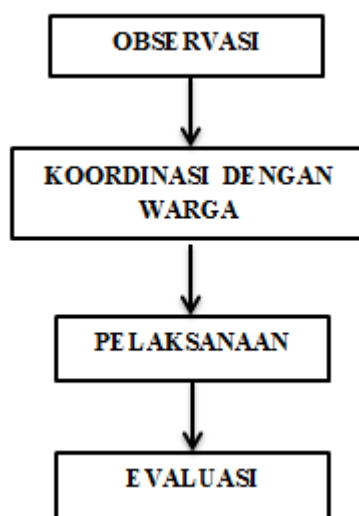 OBSERVASI
KOORDINASI DENGAN
WARGA
PELAKSANAAN
EVALUASI